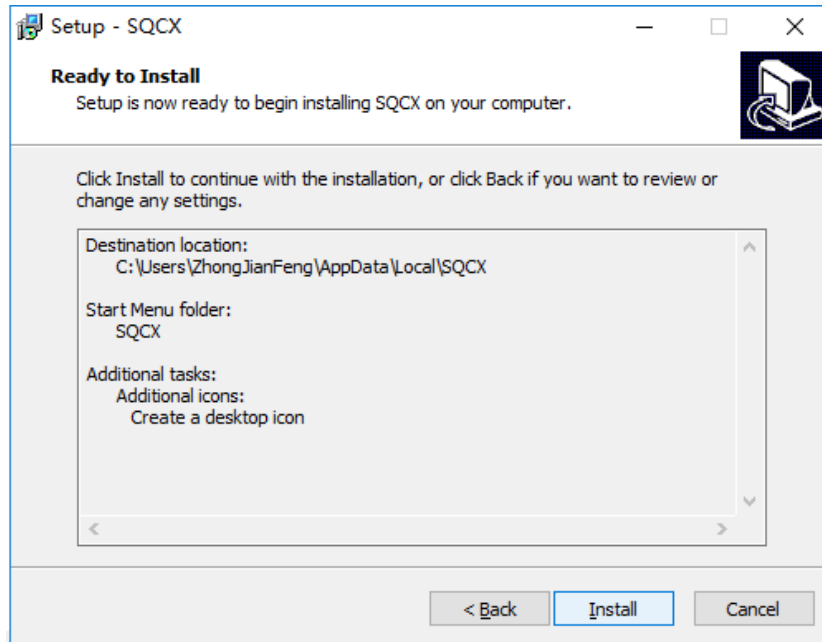 Setup - SQCX
Ready to Install
Setup is now ready to begin installing SQCX on your computer.
Click Install to continue with the installation, or click Back if you want to review or
change any settings.
Destination location:
C:\Users\ZhongJianFeng\AppData\Local\SQCX
Start Menu folder:
SQCX
Additional tasks:
Additional icons:
Create a desktop icon
< Back
Install
Cancel